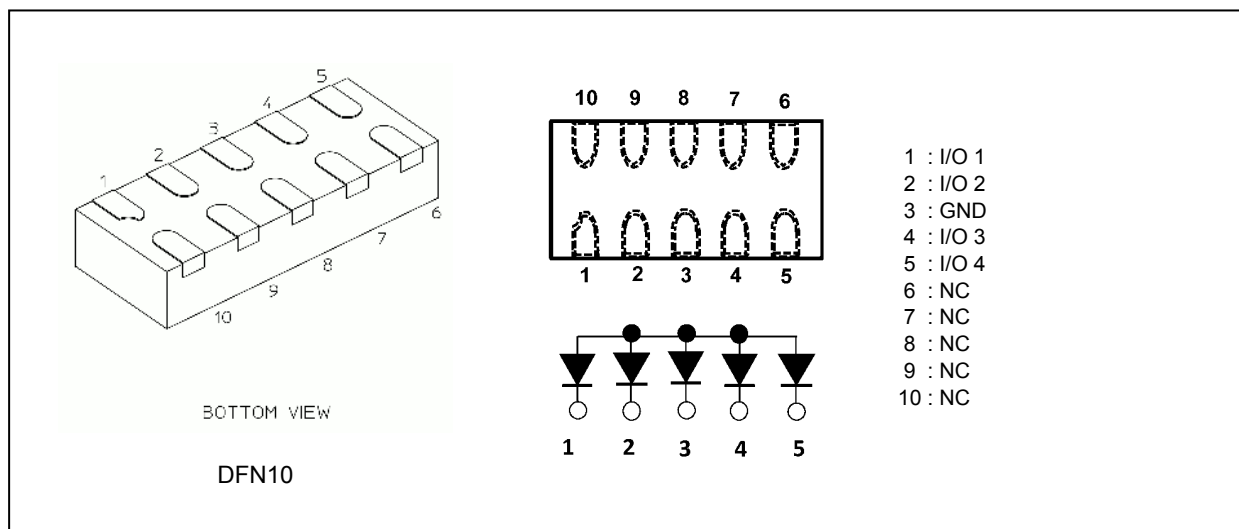 5
4
3
2
1
6
7
8
9
10
BOTTOM VIEW
DFN10
10 9 8 7 6
1 2 3 4 5
1 2 3 4 5
1 : I/O 1
2 : I/O 2
3 : GND
4 : I/O 3
5 : I/O 4
6 : NC
7 : NC
8 : NC
9 : NC
10 : NC